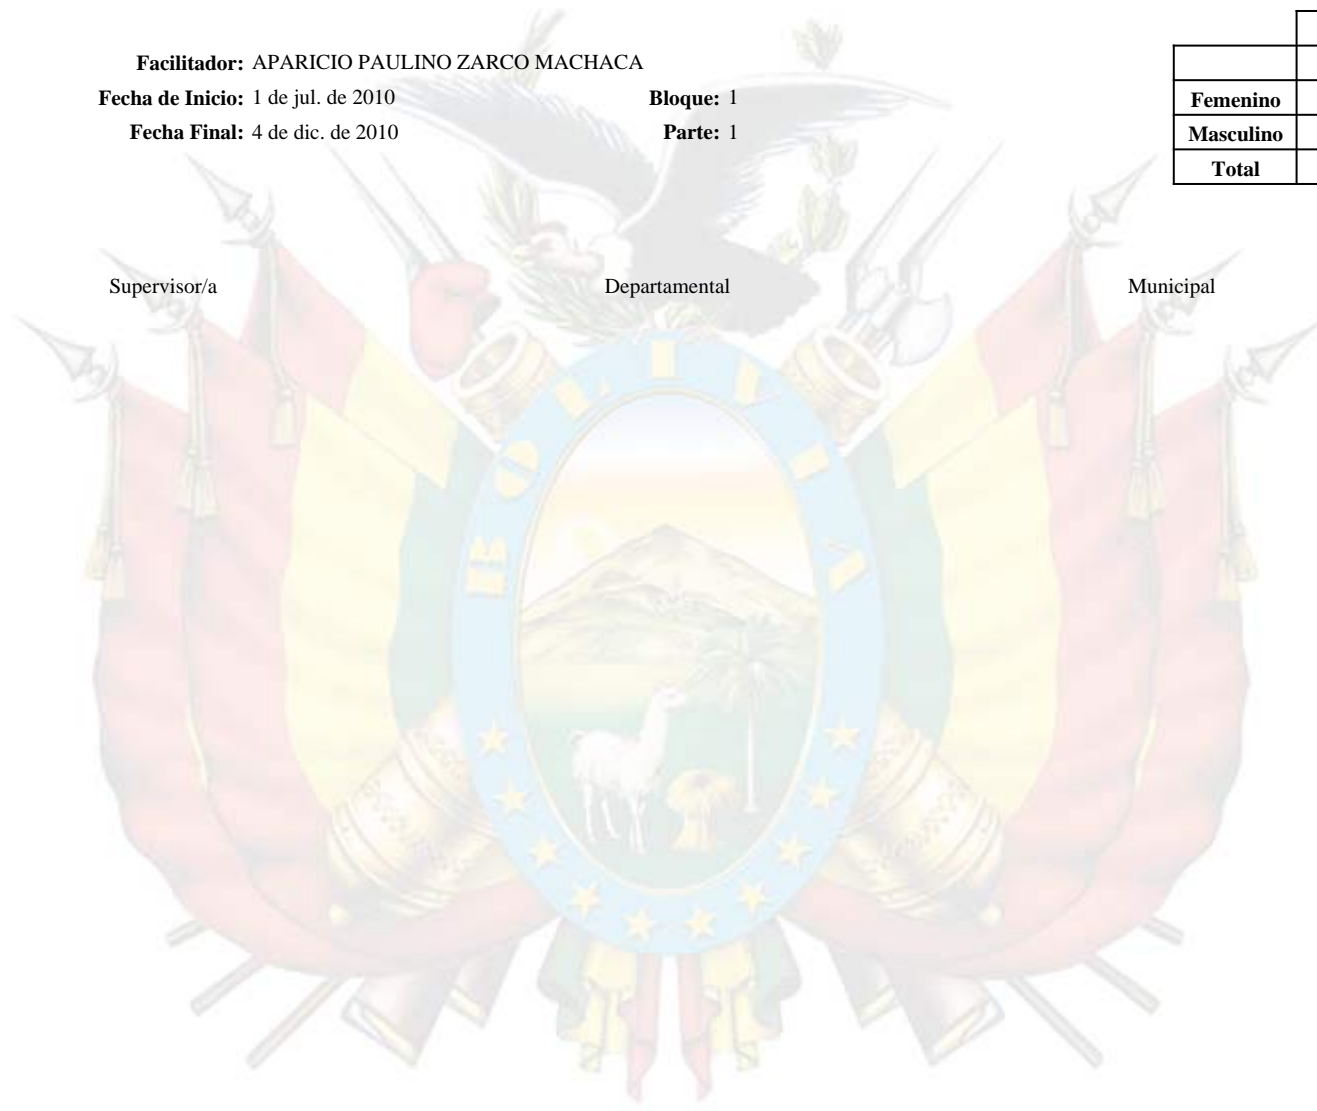 Facilitador: APARICIO PAULINO ZARCO MACHACA
Fecha de Inicio: 1 de jul. de 2010 Bloque: 1
Fecha Final: 4 de dic. de 2010 Parte: 1
Femenino
Masculino
Total
Supervisor/a Departamental Municipal
BOLIVIA